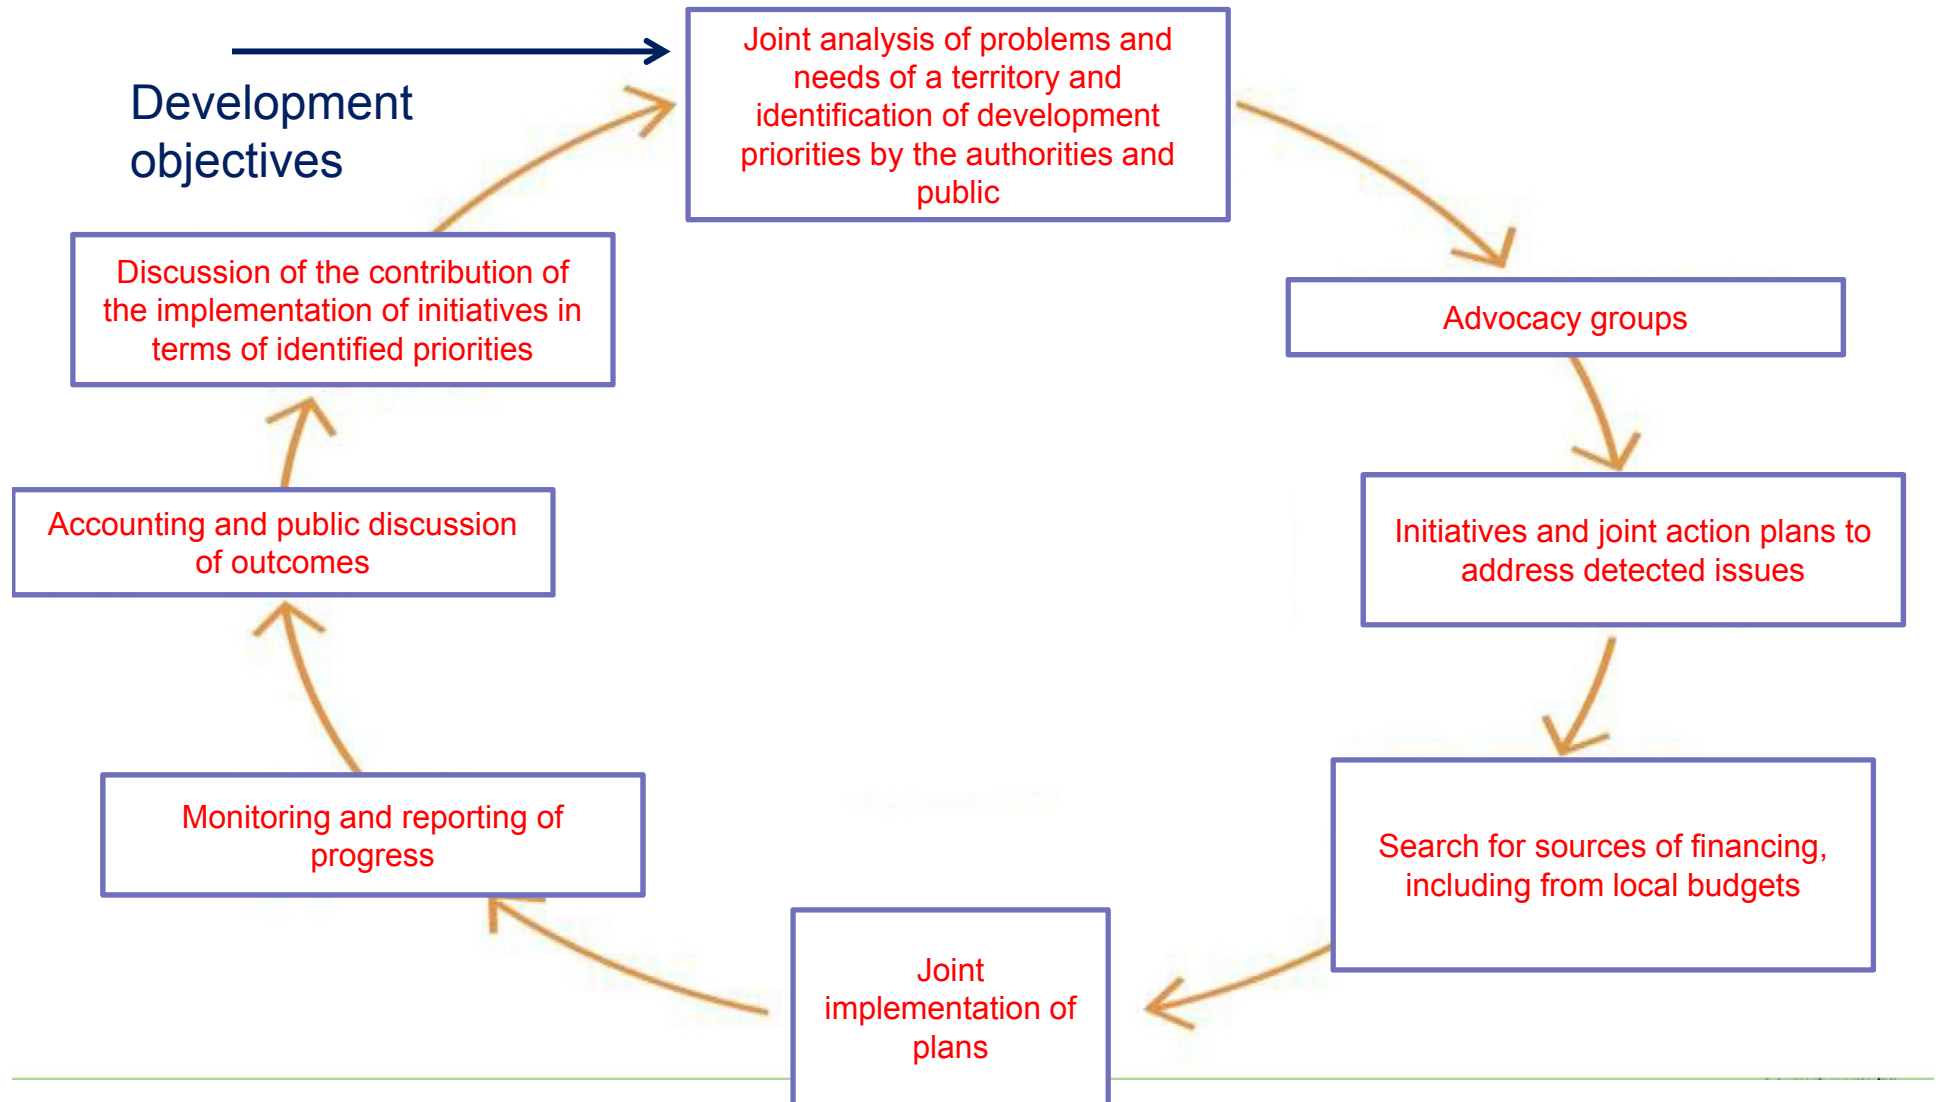 Development
objectives
Joint analysis of problems and
needs of a territory and
identification of development
priorities by the authorities and
public
Advocacy groups
Initiatives and joint action plans to
address detected issues
Search for sources of financing,
including from local budgets
Joint
implementation of
plans
Monitoring and reporting of
progress
Accounting and public discussion
of outcomes
Discussion of the contribution of
the implementation of initiatives in
terms of identified priorities